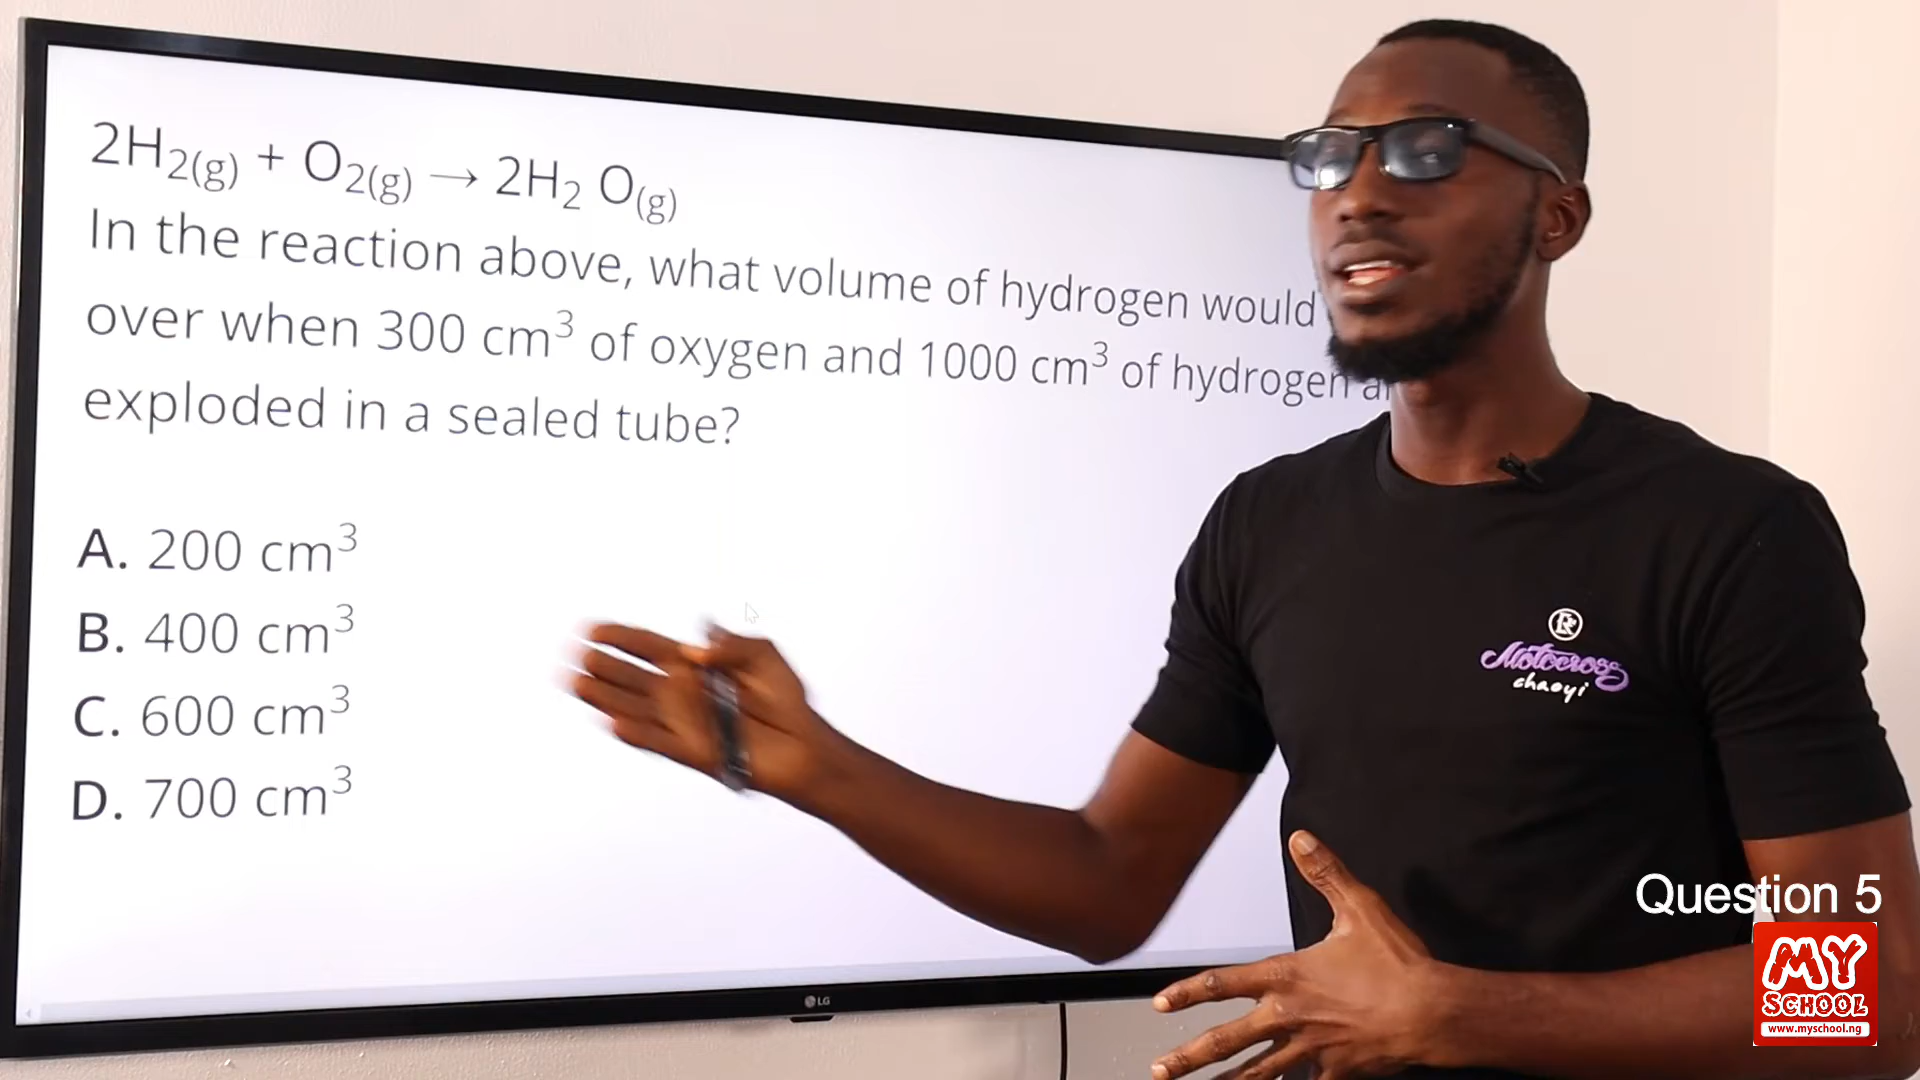 2H₂(g) + O₂(g) → 2H₂ O(g)
In the reaction above, what volume of hydrogen would
over when 300 cm³ of oxygen and 1000 cm³ of hydrogen
exploded in a sealed tube?
A. 200 cm³
B. 400 cm³
C. 600 cm³
D. 700 cm³
LG
Motocross
chaoyi
Question 5
MY
SCHOOL
www.myschool.ng